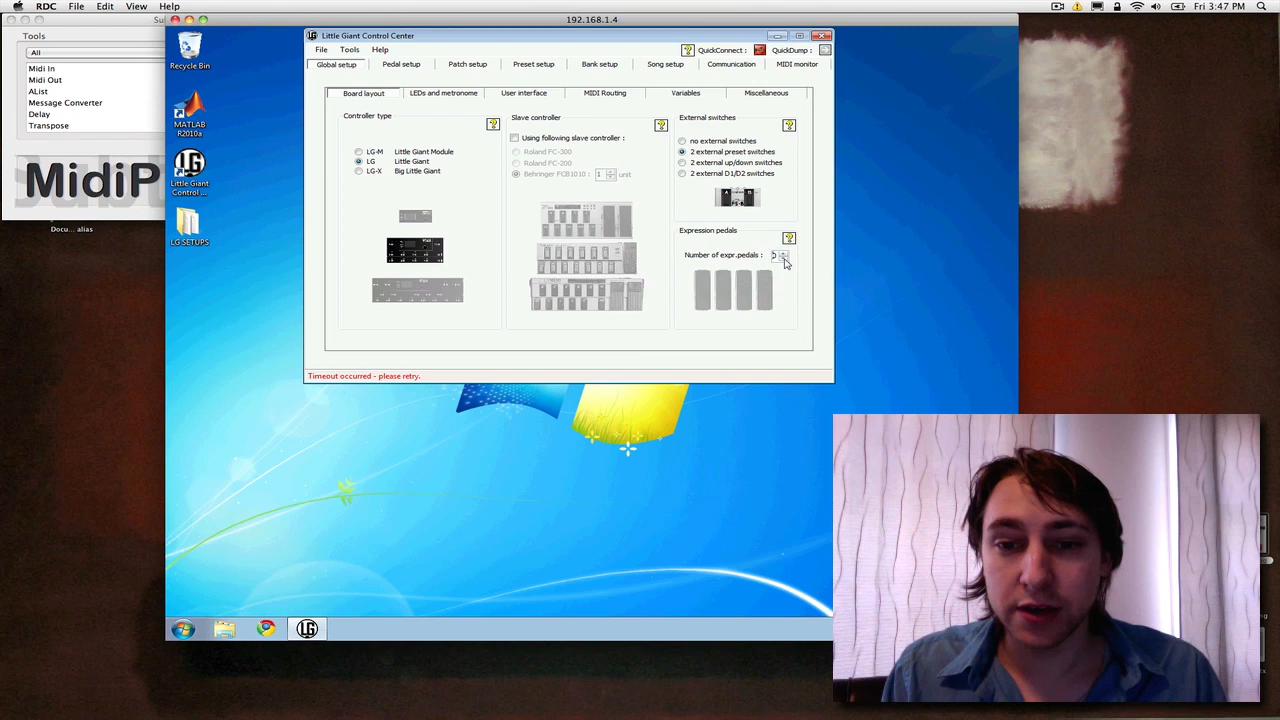 RDC File Edit View Help
Fri 3:47 PM
192.168.1.4
Tools
All
Midi In
Midi Out
AList
Message Converter
Delay
Transpose
MidiP
Docu... alias
Recycle Bin
MATLAB
R2010a
Little Giant
Control ...
LG SETUPS
Little Giant Control Center
File Tools Help
QuickConnect : QuickDump :
Global setup Pedal setup Patch setup Preset setup Bank setup Song setup Communication MIDI monitor
Board layout LEDs and metronome User interface MIDI Routing Variables Miscellaneous
Controller type
LG-M Little Giant Module
LG Little Giant
LG-X Big Little Giant
Slave controller
Using following slave controller :
Roland FC-300
Roland FC-200
Behringer FCB1010 : 1 unit
External switches
no external switches
2 external preset switches
2 external up/down switches
2 external D1/D2 switches
Expression pedals
Number of expr.pedals :
Timeout occurred - please retry.
LG